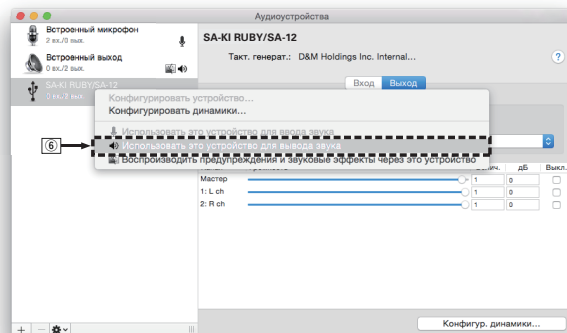 Аудиоустройства
Встроенный микрофон
2 вх./0 вых.
Встроенный выход
0 вх./2 вых.
SA-KI RUBY/SA-12
0 вх./2 вых.
SA-KI RUBY/SA-12
Такт. генерат.: D&M Holdings Inc. Internal...
?
Вход Выход
Конфигурировать устройство...
Конфигурировать динамики...
Использовать это устройство для ввода звука
⑥ Использовать это устройство для вывода звука
Воспроизводить предупреждения и звуковые эффекты через это устройство
дБ Выкл.
Мастер 1 0
1: L ch 1 0
2: R ch 1 0
Конфигур. динамики...